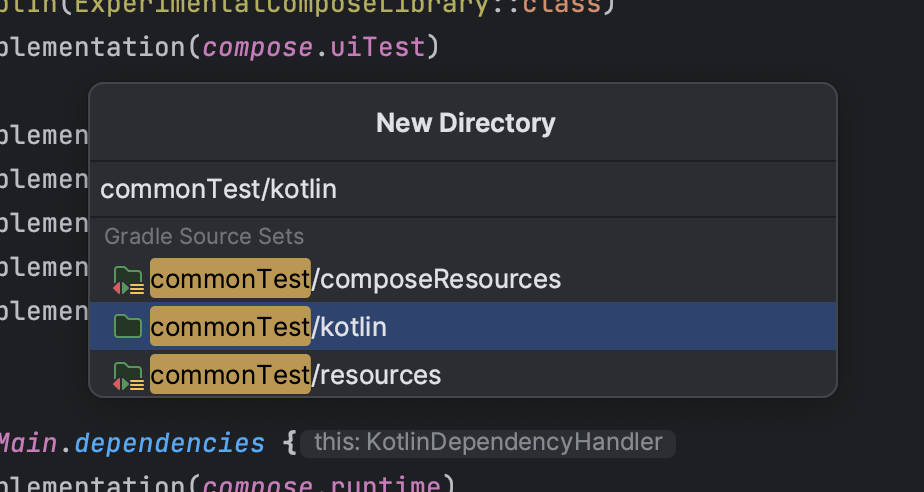 (ExperimentalComposeLibrary::class)
plementation(compose.uiTest)
New Directory
plemen
commonTest/kotlin
plemen
plemen
Gradle Source Sets
plemen
commonTest/composeResources
plemen
commonTest/kotlin
commonTest/resources
Main.dependencies { this: KotlinDependencyHandler
plementation(compose.runtime)